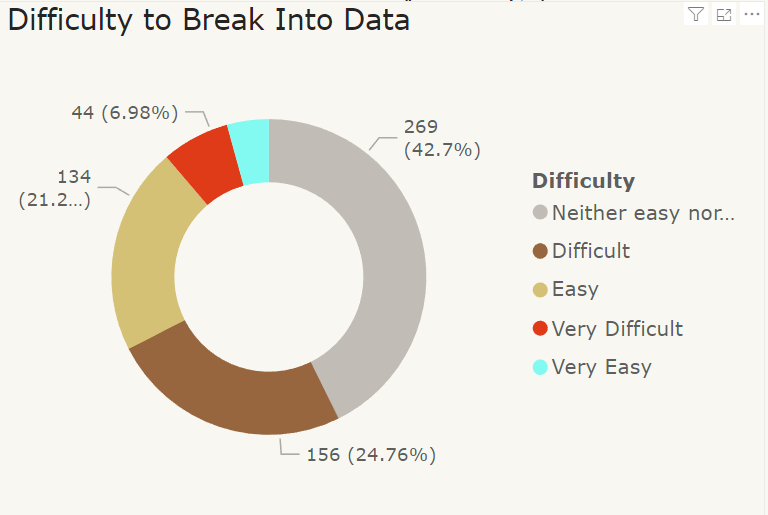 Difficulty to Break Into Data
44 (6.98%)
269
(42.7%)
134
(21.2...)
156 (24.76%)
Difficulty
Neither easy nor...
Difficult
Easy
Very Difficult
Very Easy